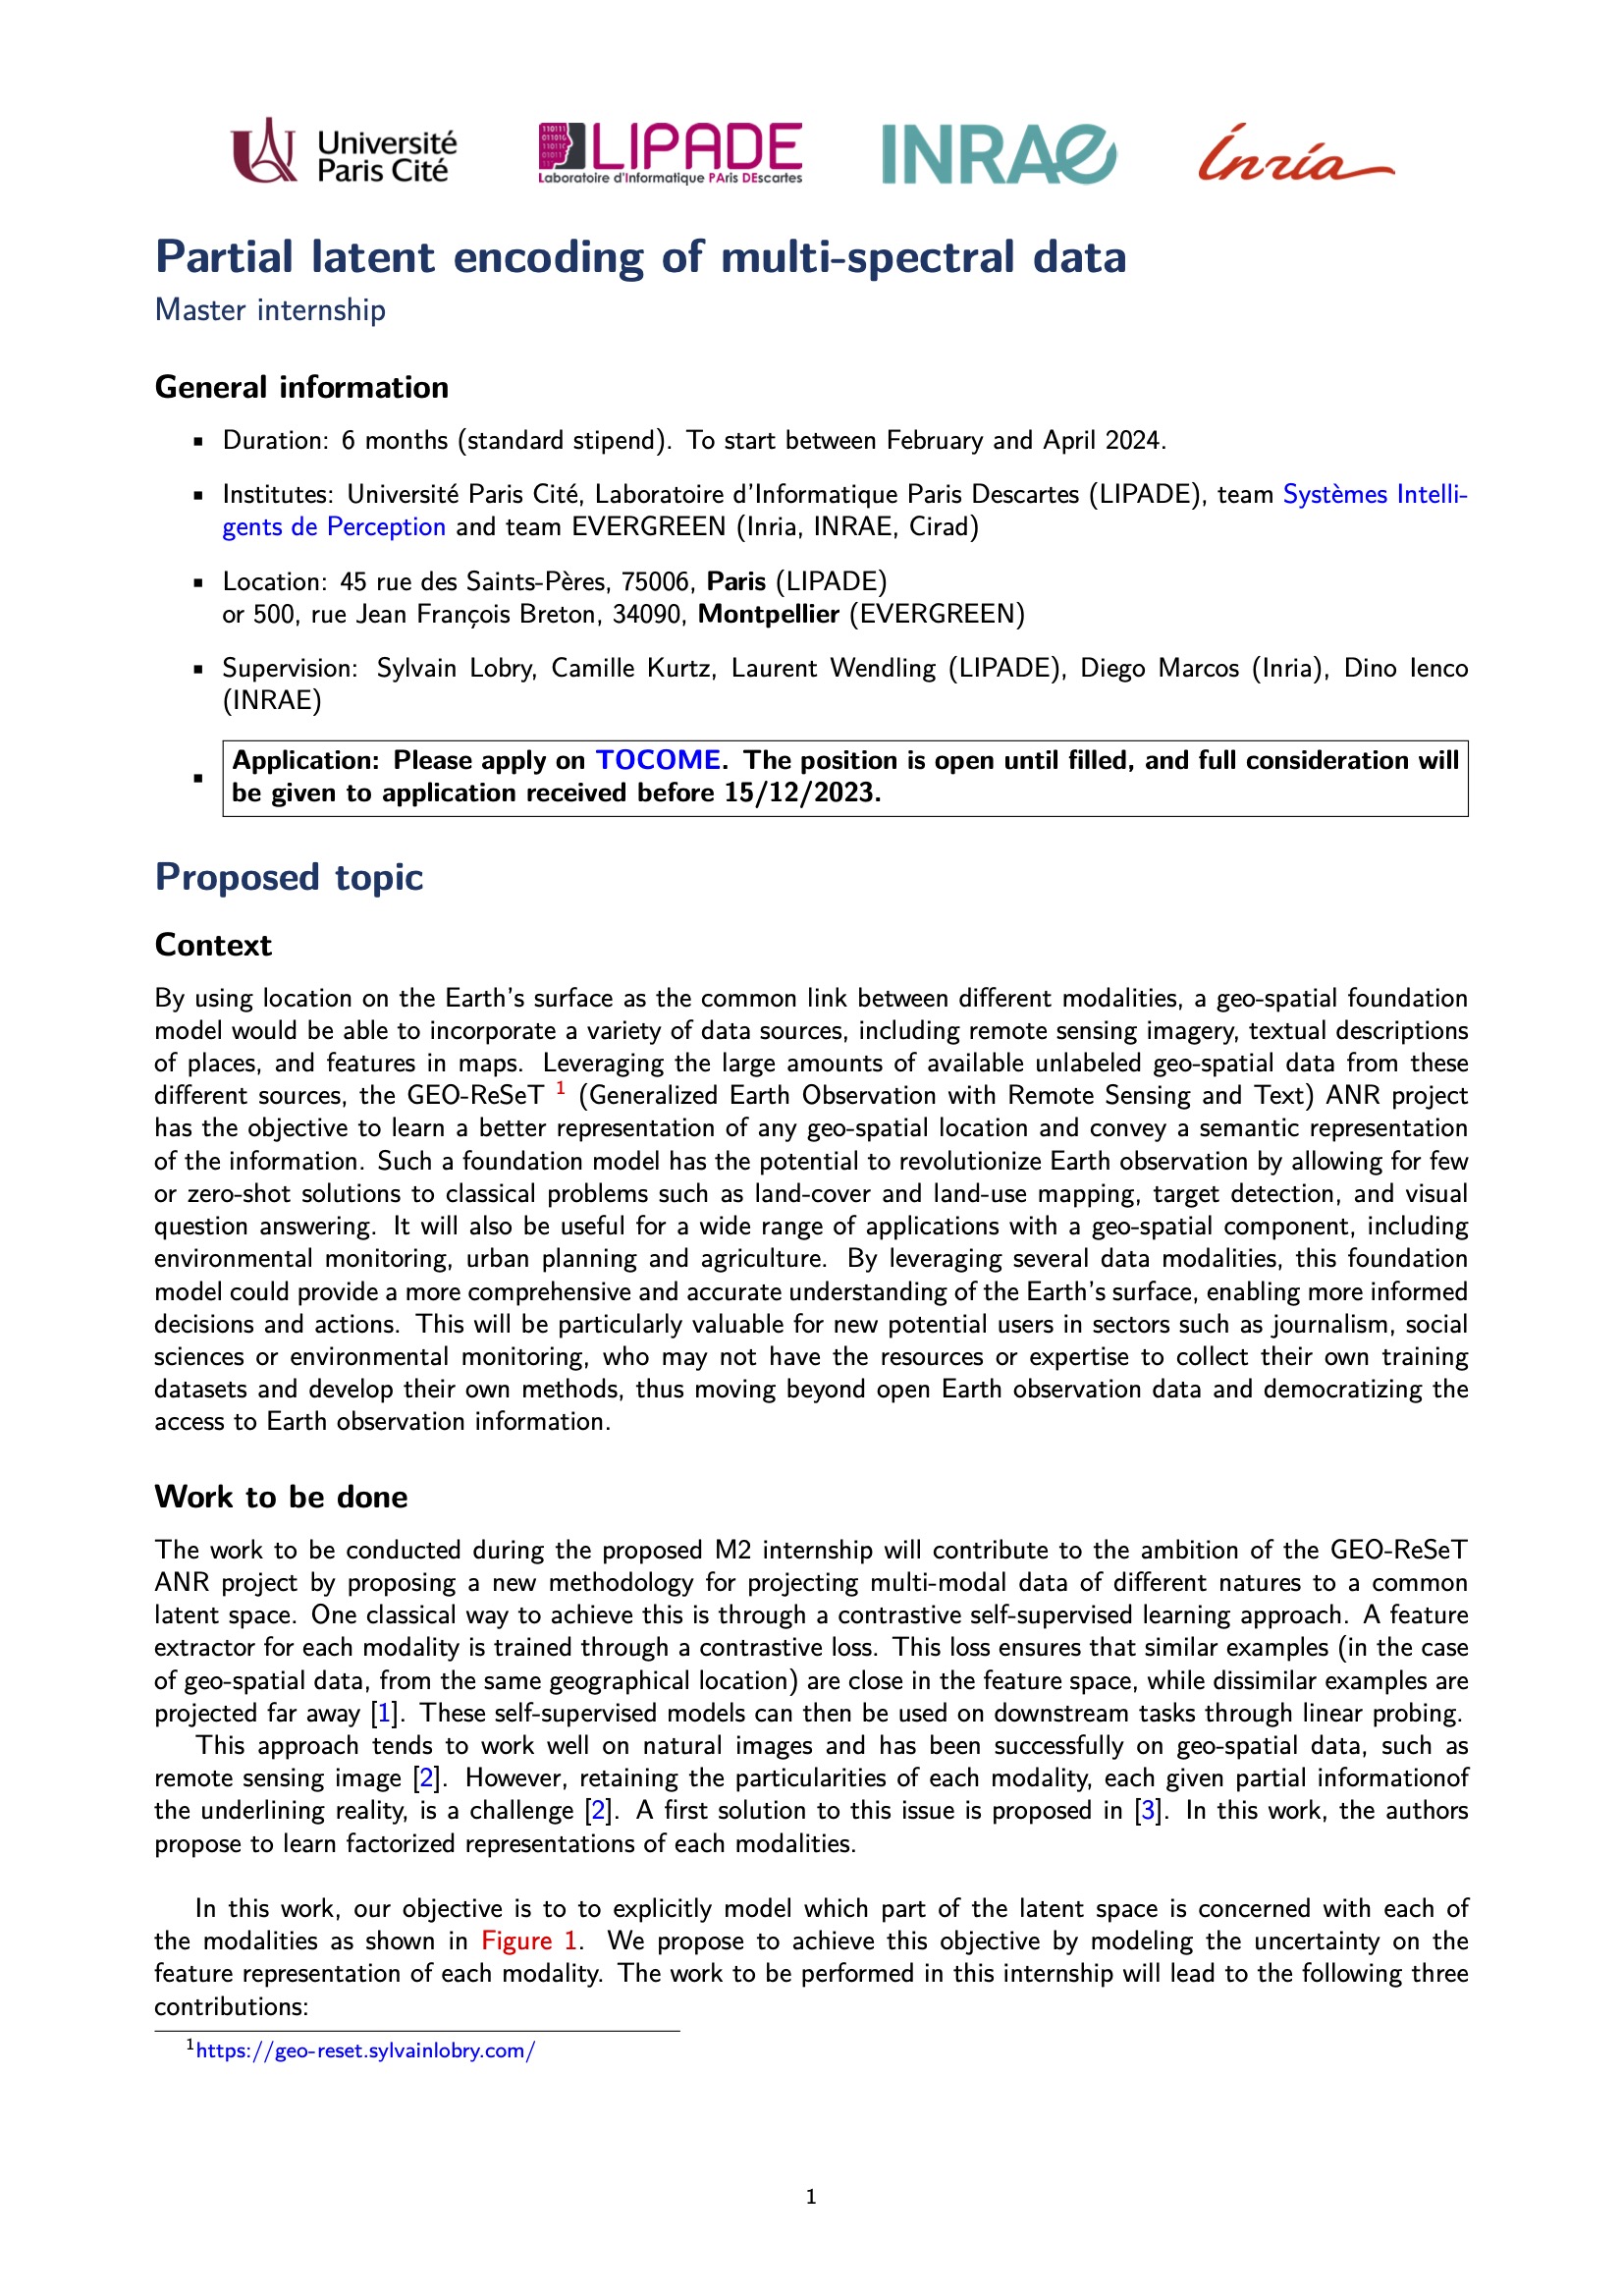 Université
Paris Cité
LIPADE
Laboratoire d'Informatique PAris DEscartes
INRAE
Inria
Partial latent encoding of multi-spectral data
Master internship
General information
▪ Duration: 6 months (standard stipend). To start between February and April 2024.
▪ Institutes: Université Paris Cité, Laboratoire d'Informatique Paris Descartes (LIPADE), team Systèmes Intelli-
gents de Perception and team EVERGREEN (Inria, INRAE, Cirad)
▪ Location: 45 rue des Saints-Pères, 75006, Paris (LIPADE)
or 500, rue Jean François Breton, 34090, Montpellier (EVERGREEN)
▪ Supervision: Sylvain Lobry, Camille Kurtz, Laurent Wendling (LIPADE), Diego Marcos (Inria), Dino Ienco
(INRAE)
▪ Application: Please apply on TOCOME. The position is open until filled, and full consideration will
be given to application received before 15/12/2023.
Proposed topic
Context
By using location on the Earth's surface as the common link between different modalities, a geo-spatial foundation
model would be able to incorporate a variety of data sources, including remote sensing imagery, textual descriptions
of places, and features in maps. Leveraging the large amounts of available unlabeled geo-spatial data from these
different sources, the GEO-ReSeT 1 (Generalized Earth Observation with Remote Sensing and Text) ANR project
has the objective to learn a better representation of any geo-spatial location and convey a semantic representation
of the information. Such a foundation model has the potential to revolutionize Earth observation by allowing for few
or zero-shot solutions to classical problems such as land-cover and land-use mapping, target detection, and visual
question answering. It will also be useful for a wide range of applications with a geo-spatial component, including
environmental monitoring, urban planning and agriculture. By leveraging several data modalities, this foundation
model could provide a more comprehensive and accurate understanding of the Earth's surface, enabling more informed
decisions and actions. This will be particularly valuable for new potential users in sectors such as journalism, social
sciences or environmental monitoring, who may not have the resources or expertise to collect their own training
datasets and develop their own methods, thus moving beyond open Earth observation data and democratizing the
access to Earth observation information.
Work to be done
The work to be conducted during the proposed M2 internship will contribute to the ambition of the GEO-ReSeT
ANR project by proposing a new methodology for projecting multi-modal data of different natures to a common
latent space. One classical way to achieve this is through a contrastive self-supervised learning approach. A feature
extractor for each modality is trained through a contrastive loss. This loss ensures that similar examples (in the case
of geo-spatial data, from the same geographical location) are close in the feature space, while dissimilar examples are
projected far away [1]. These self-supervised models can then be used on downstream tasks through linear probing.
This approach tends to work well on natural images and has been successfully on geo-spatial data, such as
remote sensing image [2]. However, retaining the particularities of each modality, each given partial informationof
the underlining reality, is a challenge [2]. A first solution to this issue is proposed in [3]. In this work, the authors
propose to learn factorized representations of each modalities.
In this work, our objective is to to explicitly model which part of the latent space is concerned with each of
the modalities as shown in Figure 1. We propose to achieve this objective by modeling the uncertainty on the
feature representation of each modality. The work to be performed in this internship will lead to the following three
contributions:
1https://geo-reset.sylvainlobry.com/
1